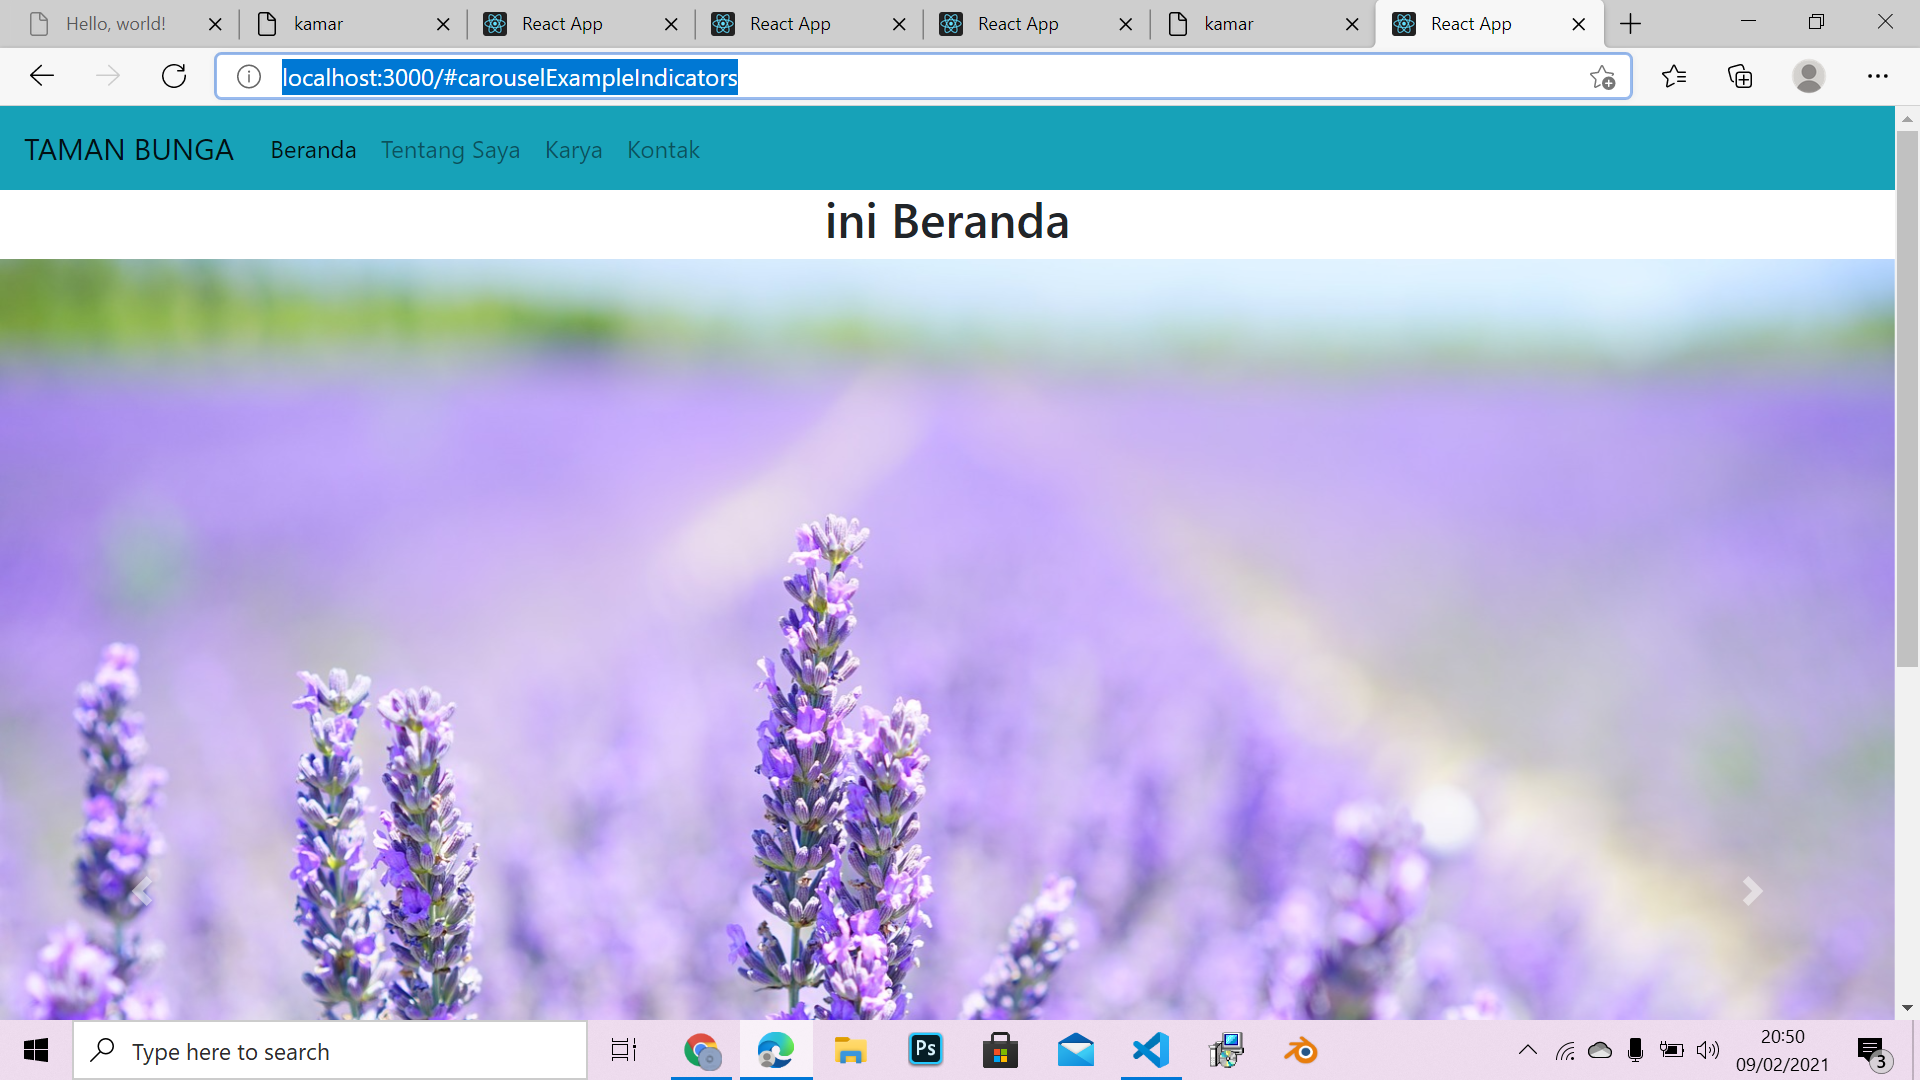 Hello, world!
kamar
React App
React App
React App
kamar
React App
localhost:3000/#carouselExampleIndicators
TAMAN BUNGA
Beranda
Tentang Saya
Karya
Kontak
ini Beranda
Type here to search
Ps
20:50
09/02/2021
3